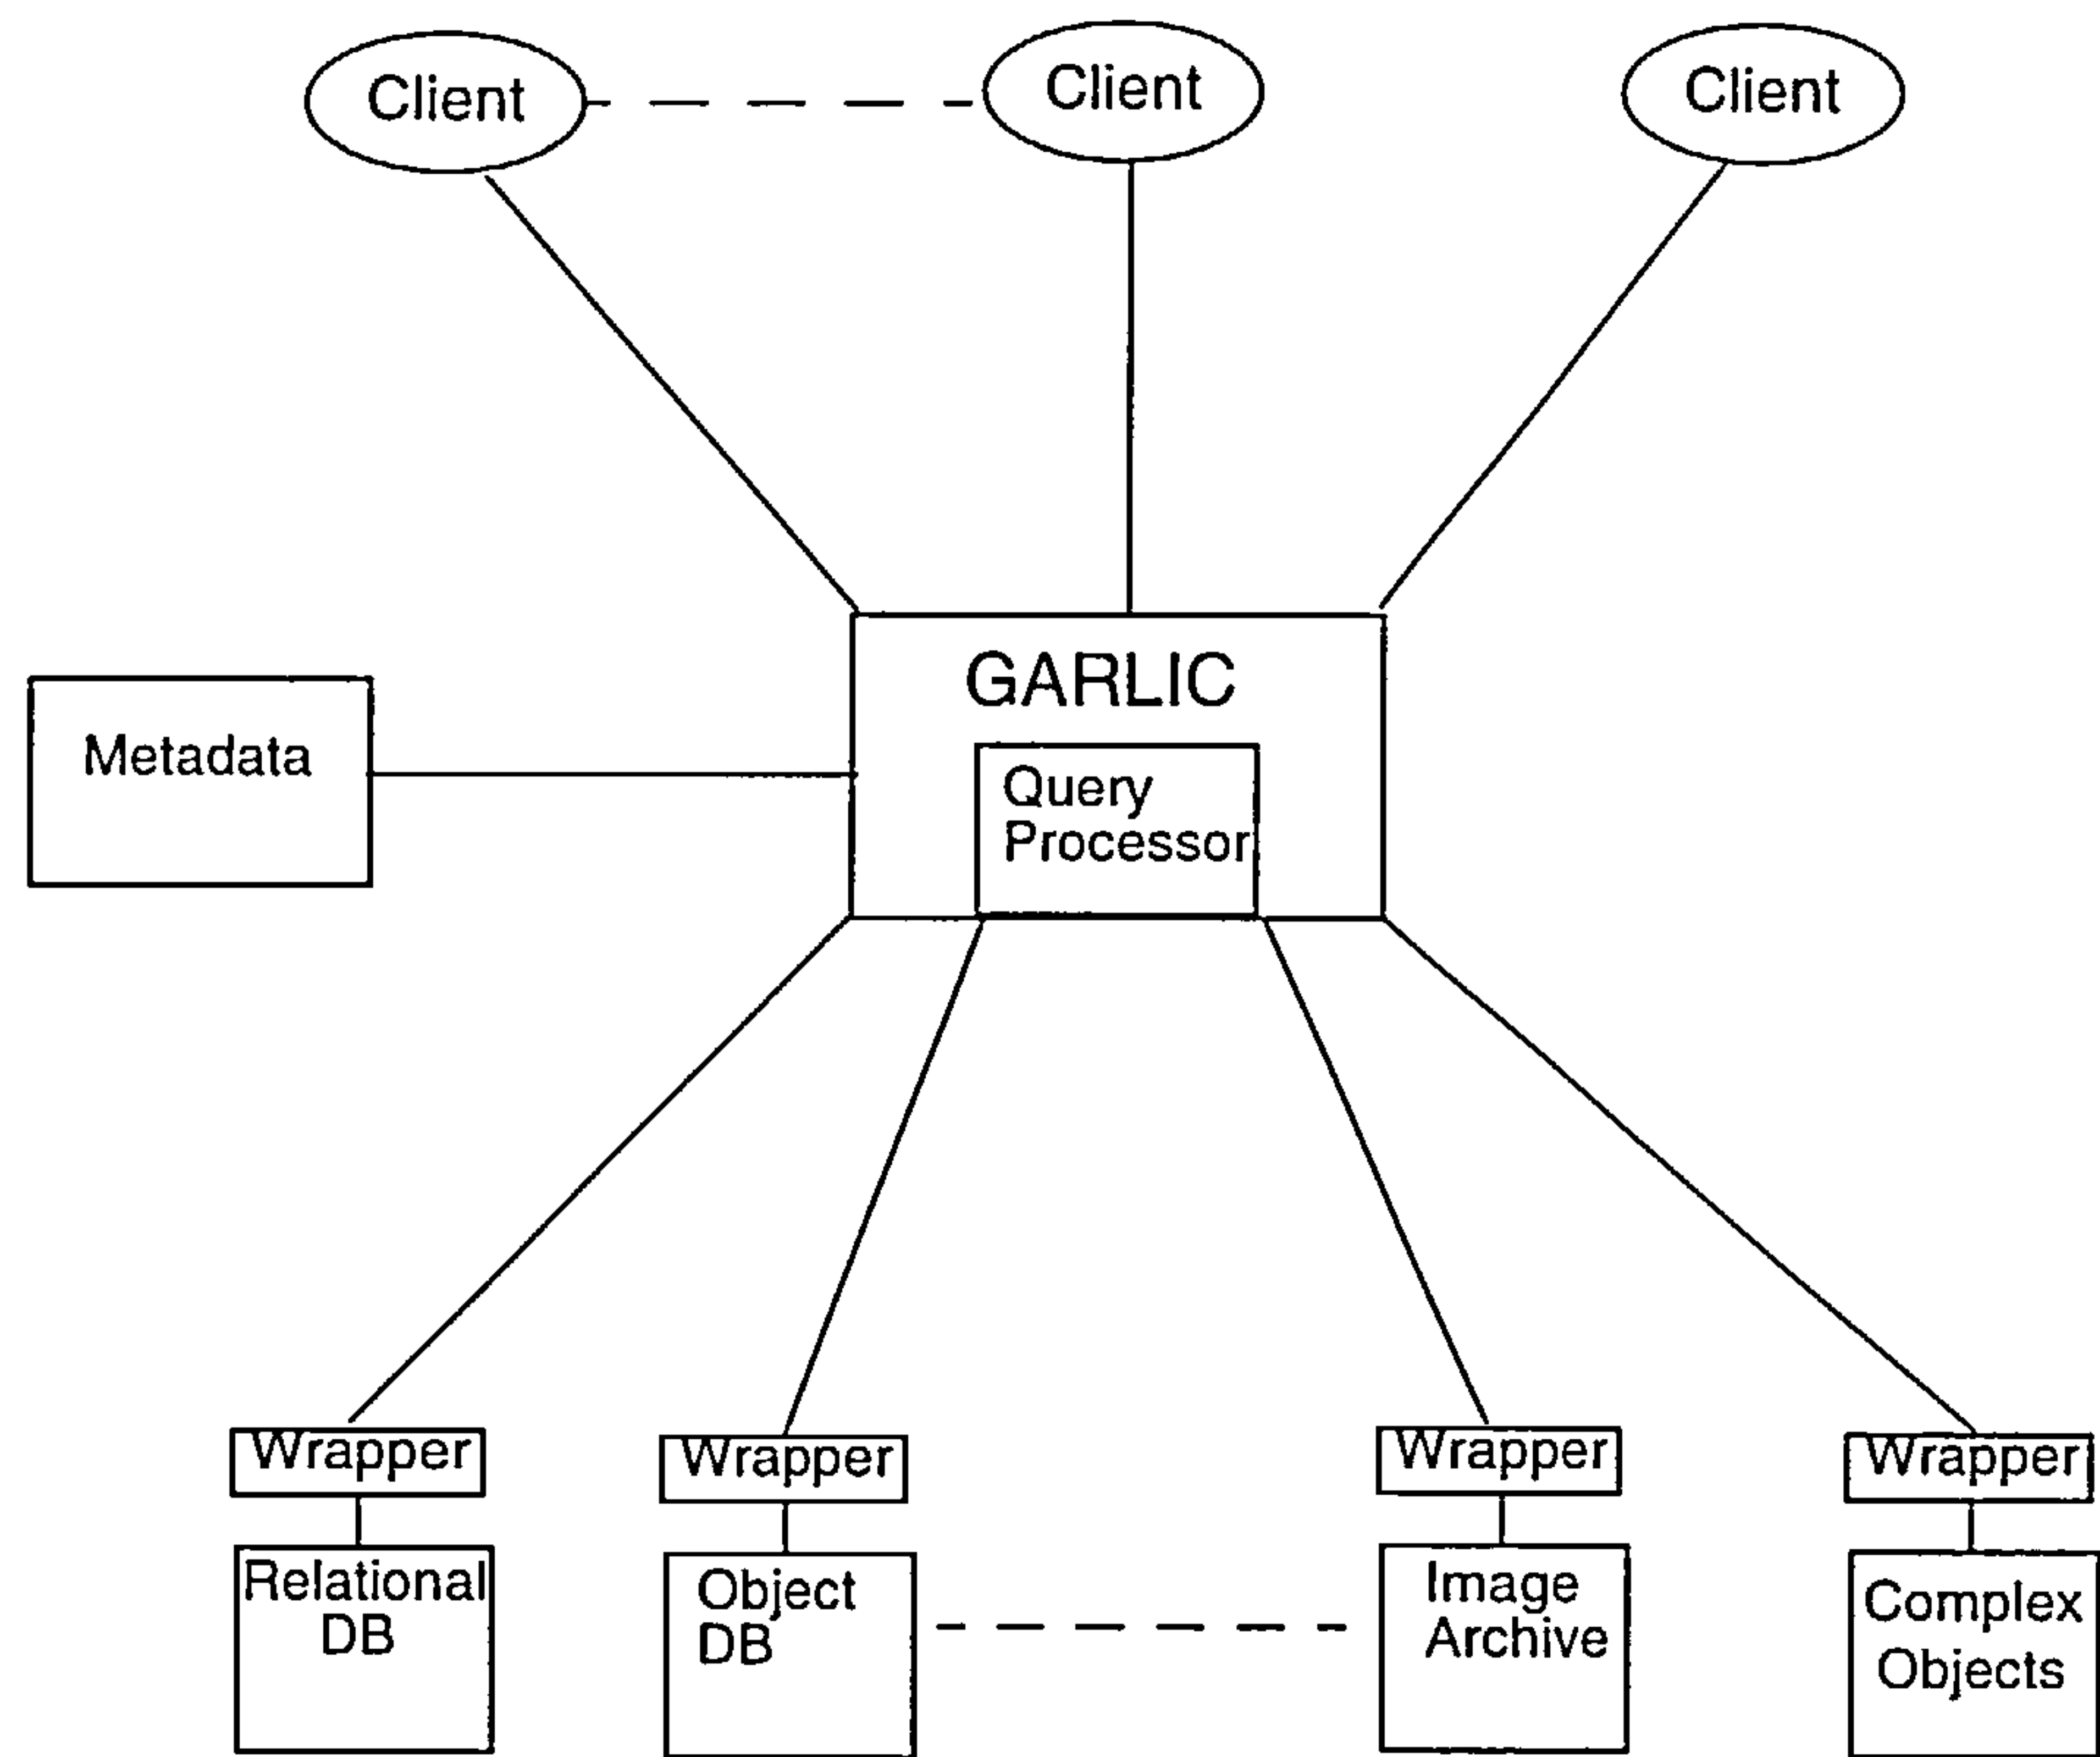 Client
Client
Client
GARLIC
Metadata
Query
Processor
Wrapper
Wrapper
Wrapper
Wrapper
Relational
DB
Object
DB
Image
Archive
Complex
Objects